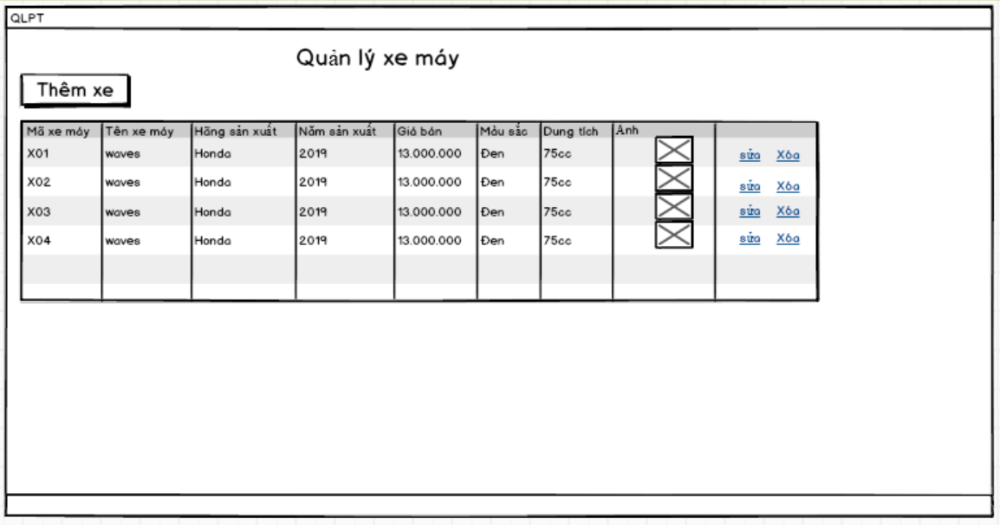 QLPT
Quản lý xe máy
Thêm xe
Mã xe máy Tên xe máy Hãng sản xuất Năm sản xuất Giá bán Màu sắc Dung tích Ảnh
X01 waves Honda 2019 13.000.000 Đen 75cc sửa Xóa
X02 waves Honda 2019 13.000.000 Đen 75cc sửa Xóa
X03 waves Honda 2019 13.000.000 Đen 75cc sửa Xóa
X04 waves Honda 2019 13.000.000 Đen 75cc sửa Xóa